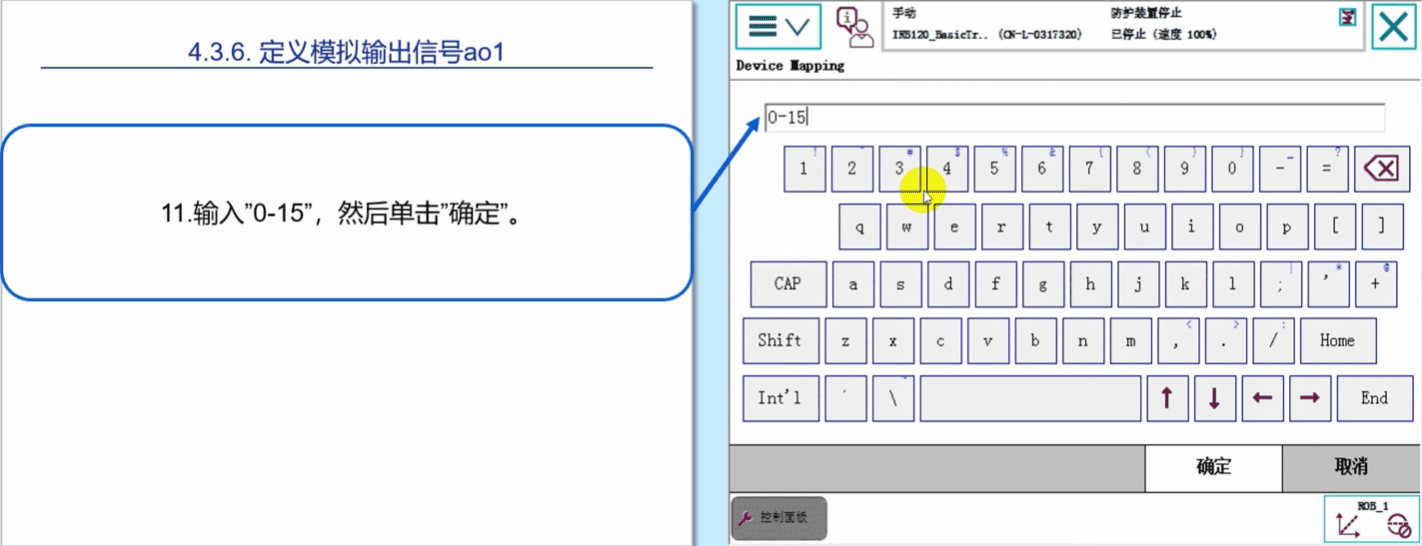 4.3.6. 定义模拟输出信号ao1
11.输入”0-15”，然后单击”确定”。
手动
防护装置停止
IRB120_BasicTr.. (CN-L-0317320)
已停止 (速度 100%)
Device Mapping
0-15
1 2 3 4 5 6 7 8 9 0 - =
q w e r t y u i o p [ ]
CAP a s d f g h j k l ; ' +
Shift z x c v b n m , . / Home
Int'l ´ \ ↑ ↓ ← → End
确定 取消
控制面板
ROB_1